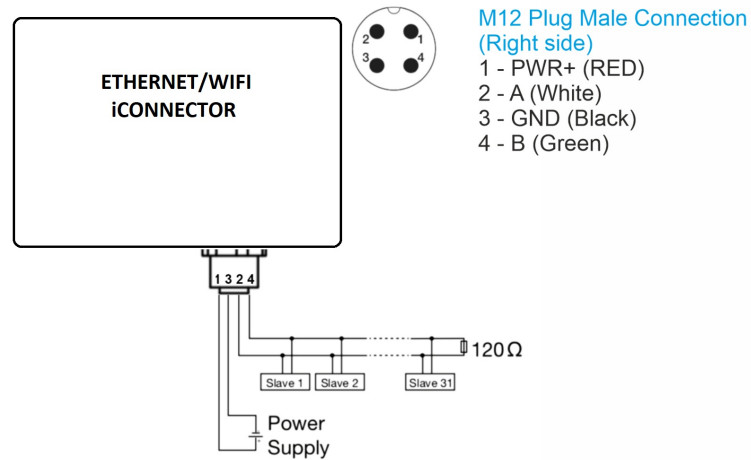 ETHERNET/WIFI
iCONNECTOR
2 1
3 4
M12 Plug Male Connection
(Right side)
1 - PWR+ (RED)
2 - A (White)
3 - GND (Black)
4 - B (Green)
1 3 2 4
120Ω
Slave 1 Slave 2 Slave 31
Power
Supply